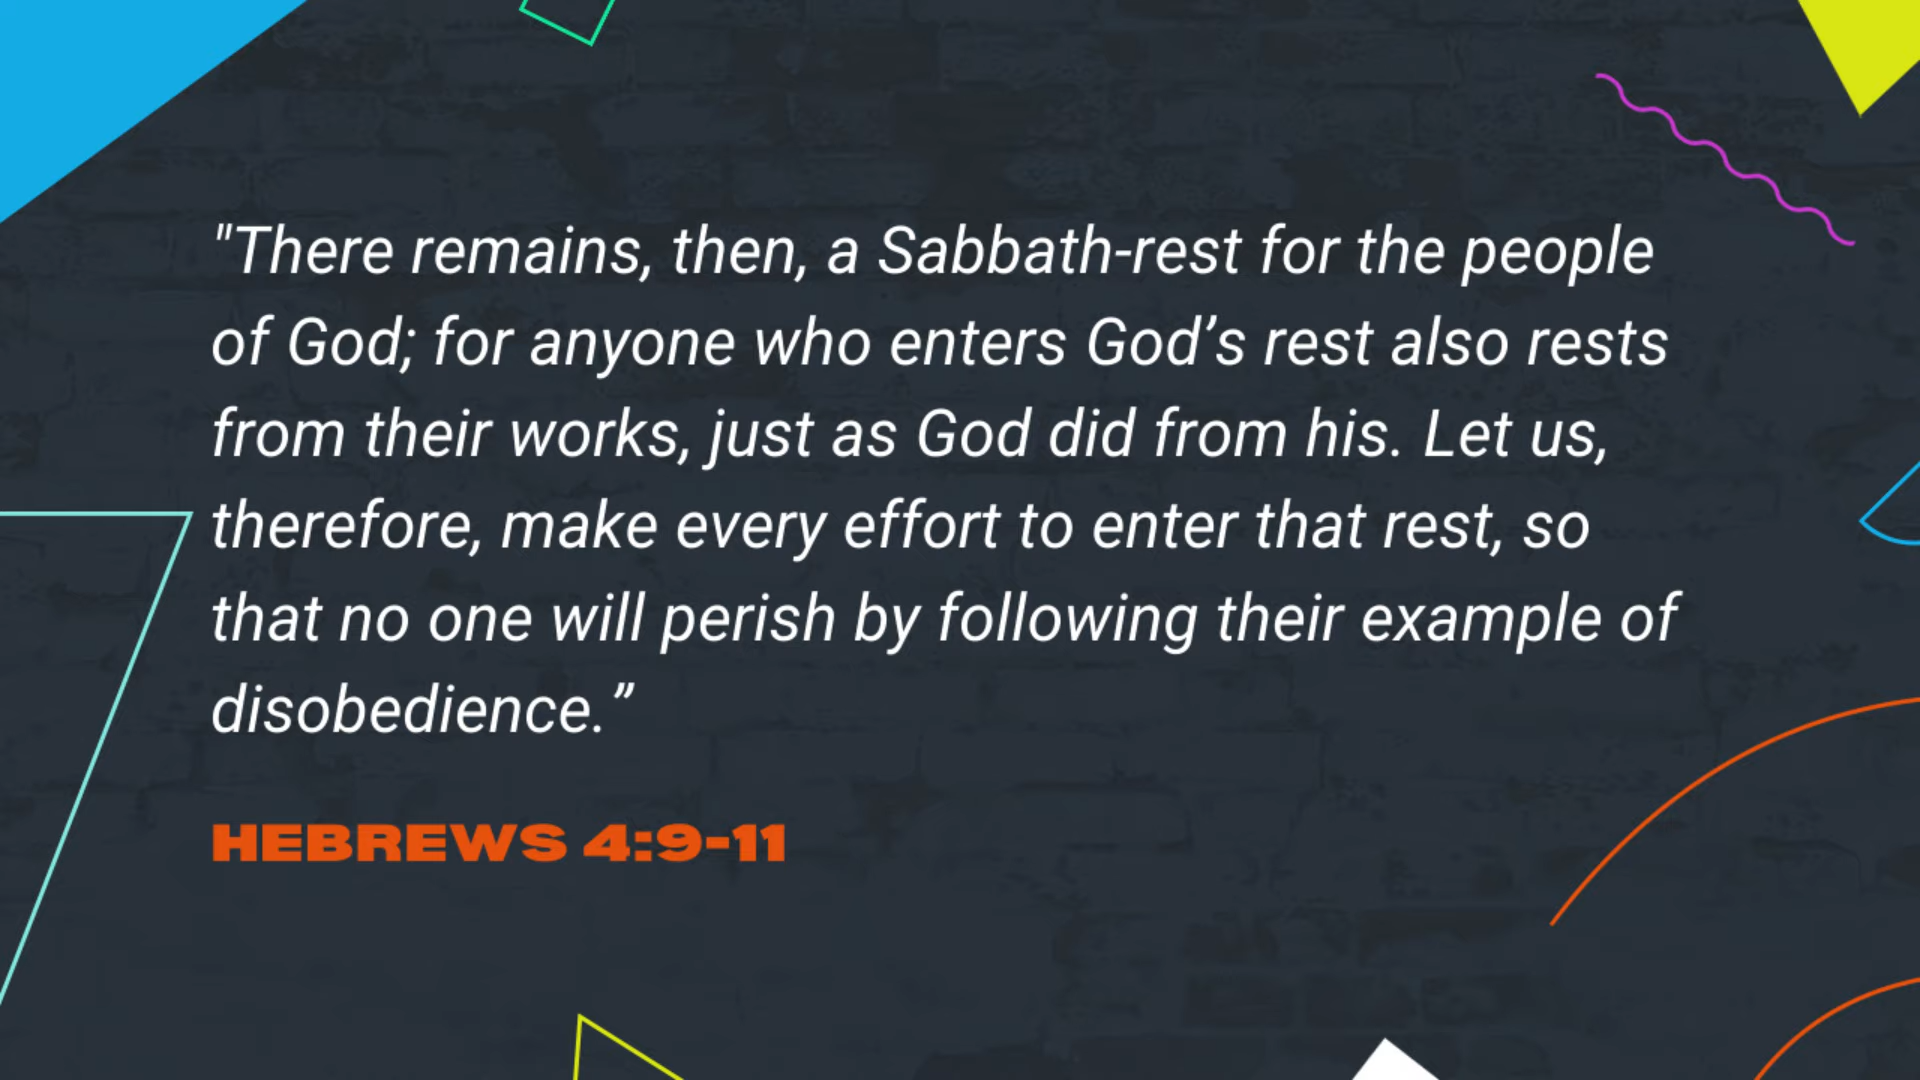 "There remains, then, a Sabbath-rest for the people
of God; for anyone who enters God’s rest also rests
from their works, just as God did from his. Let us,
therefore, make every effort to enter that rest, so
that no one will perish by following their example of
disobedience.”
HEBREWS 4:9-11